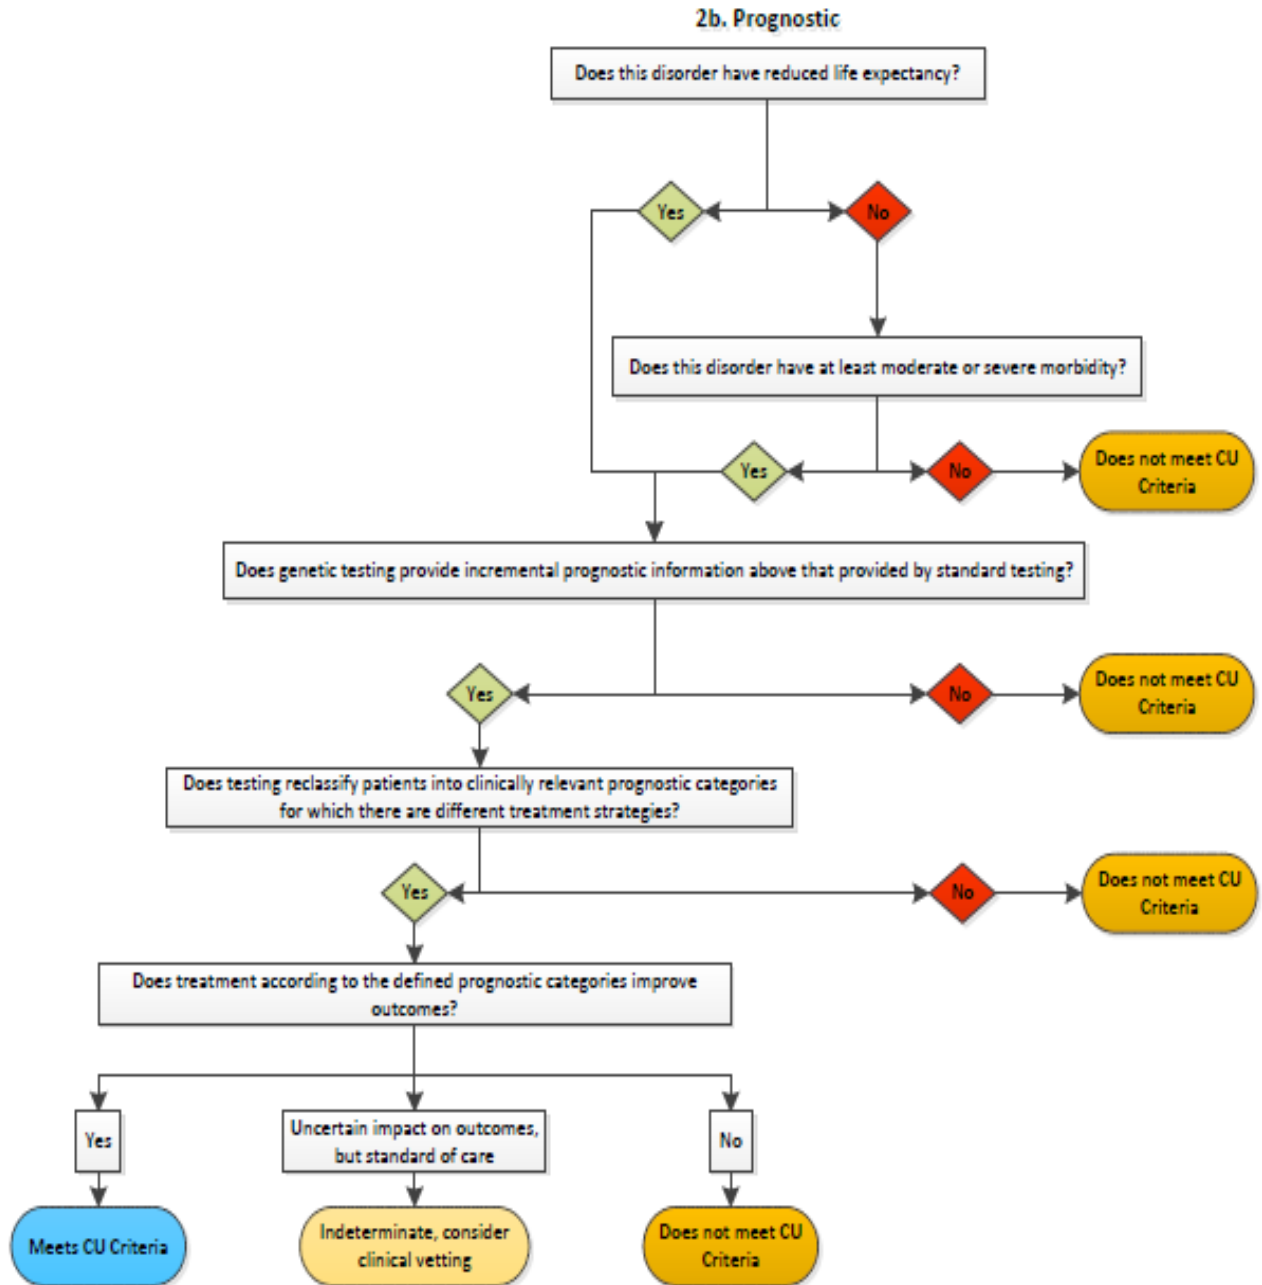 2b. Prognostic
Does this disorder have reduced life expectancy?
Yes
No
Does this disorder have at least moderate or severe morbidity?
Yes
No
Does not meet CU
Criteria
Does genetic testing provide incremental prognostic information above that provided by standard testing?
Yes
No
Does not meet CU
Criteria
Does testing reclassify patients into clinically relevant prognostic categories
for which there are different treatment strategies?
Yes
No
Does not meet CU
Criteria
Does treatment according to the defined prognostic categories improve
outcomes?
Yes
Uncertain impact on outcomes,
but standard of care
No
Meets CU Criteria
Indeterminate, consider
clinical vetting
Does not meet CU
Criteria